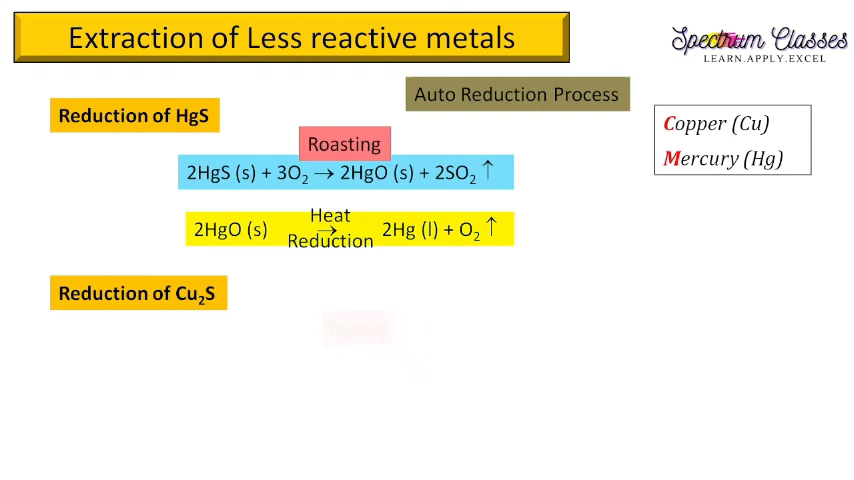 Extraction of Less reactive metals
Spectrum Classes
LEARN.APPLY.EXCEL
Auto Reduction Process
Reduction of HgS
Copper (Cu)
Mercury (Hg)
Roasting
2HgS (s) + 3O₂ → 2HgO (s) + 2SO₂ ↑
Heat
2HgO (s) → 2Hg (l) + O₂ ↑
Reduction
Reduction of Cu₂S